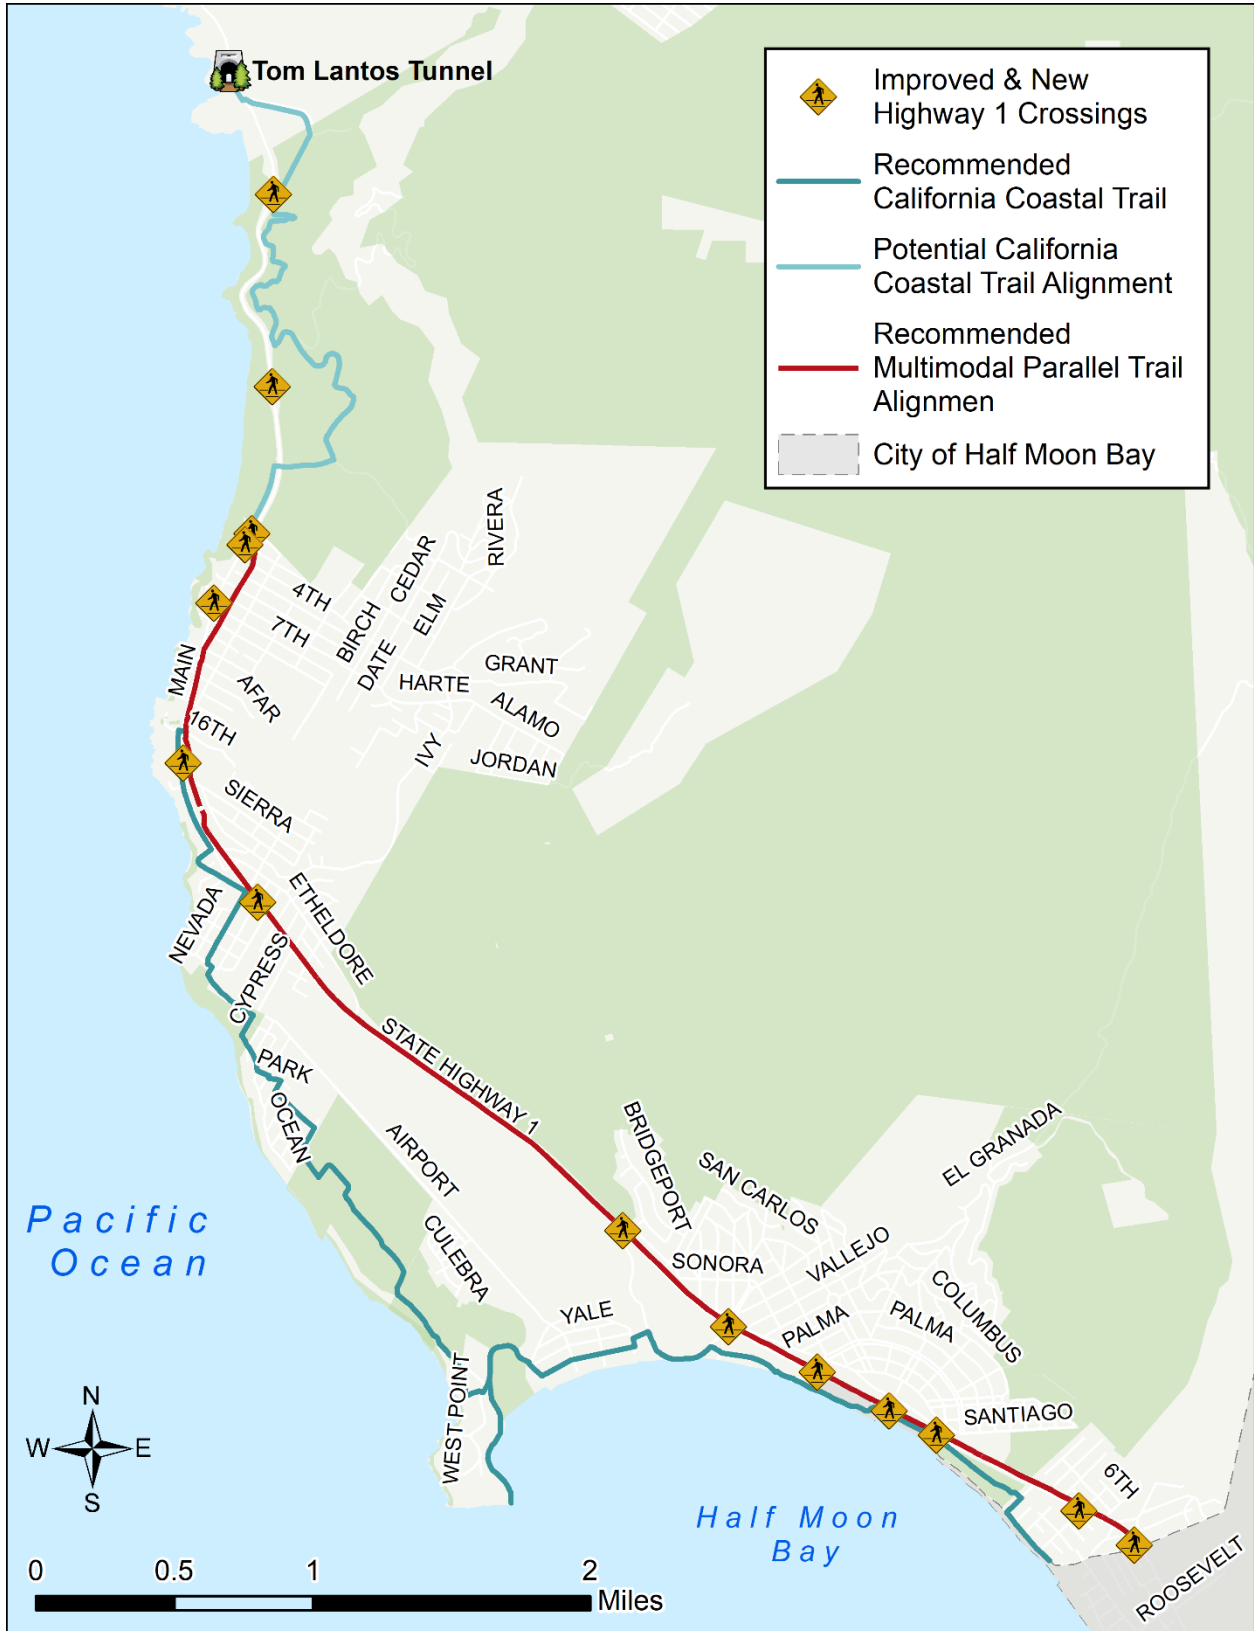 Tom Lantos Tunnel
Improved & New
Highway 1 Crossings
Recommended
California Coastal Trail
Potential California
Coastal Trail Alignment
Recommended
Multimodal Parallel Trail
Alignmen
City of Half Moon Bay
RIVERA
CEDAR
4TH
ELM
BIRCH
7TH
DATE
GRANT
MAIN
HARTE
AFAR
ALAMO
16TH
IVY
JORDAN
SIERRA
ETHELDORE
NEVADA
CYPRESS
STATE HIGHWAY 1
PARK
OCEAN
AIRPORT
BRIDGEPORT
EL GRANADA
SAN CARLOS
Pacific
Ocean
CULEBRA
SONORA
VALLEJO
COLUMBUS
YALE
PALMA
PALMA
WEST POINT
SANTIAGO
N
W
E
S
6TH
Half Moon
Bay
ROOSEVELT
0
0.5
1
2
Miles